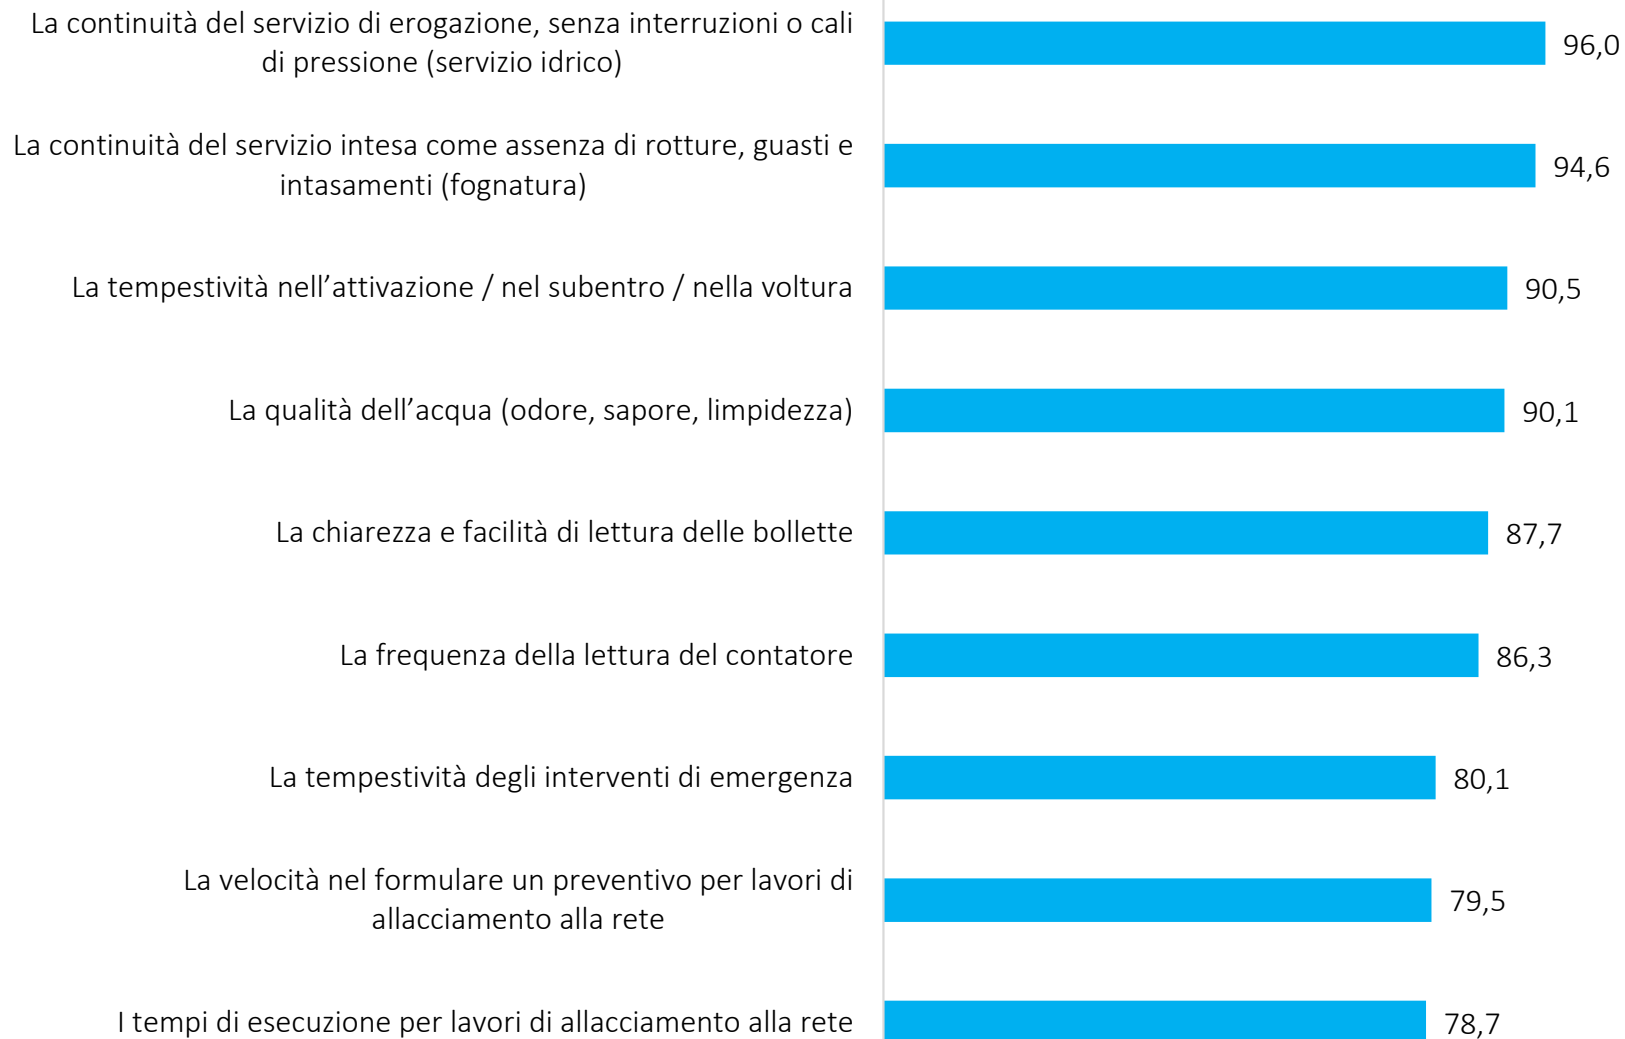 La continuità del servizio di erogazione, senza interruzioni o cali
di pressione (servizio idrico)
96,0
La continuità del servizio intesa come assenza di rotture, guasti e
intasamenti (fognatura)
94,6
La tempestività nell’attivazione / nel subentro / nella voltura
90,5
La qualità dell’acqua (odore, sapore, limpidezza)
90,1
La chiarezza e facilità di lettura delle bollette
87,7
La frequenza della lettura del contatore
86,3
La tempestività degli interventi di emergenza
80,1
La velocità nel formulare un preventivo per lavori di
allacciamento alla rete
79,5
I tempi di esecuzione per lavori di allacciamento alla rete
78,7